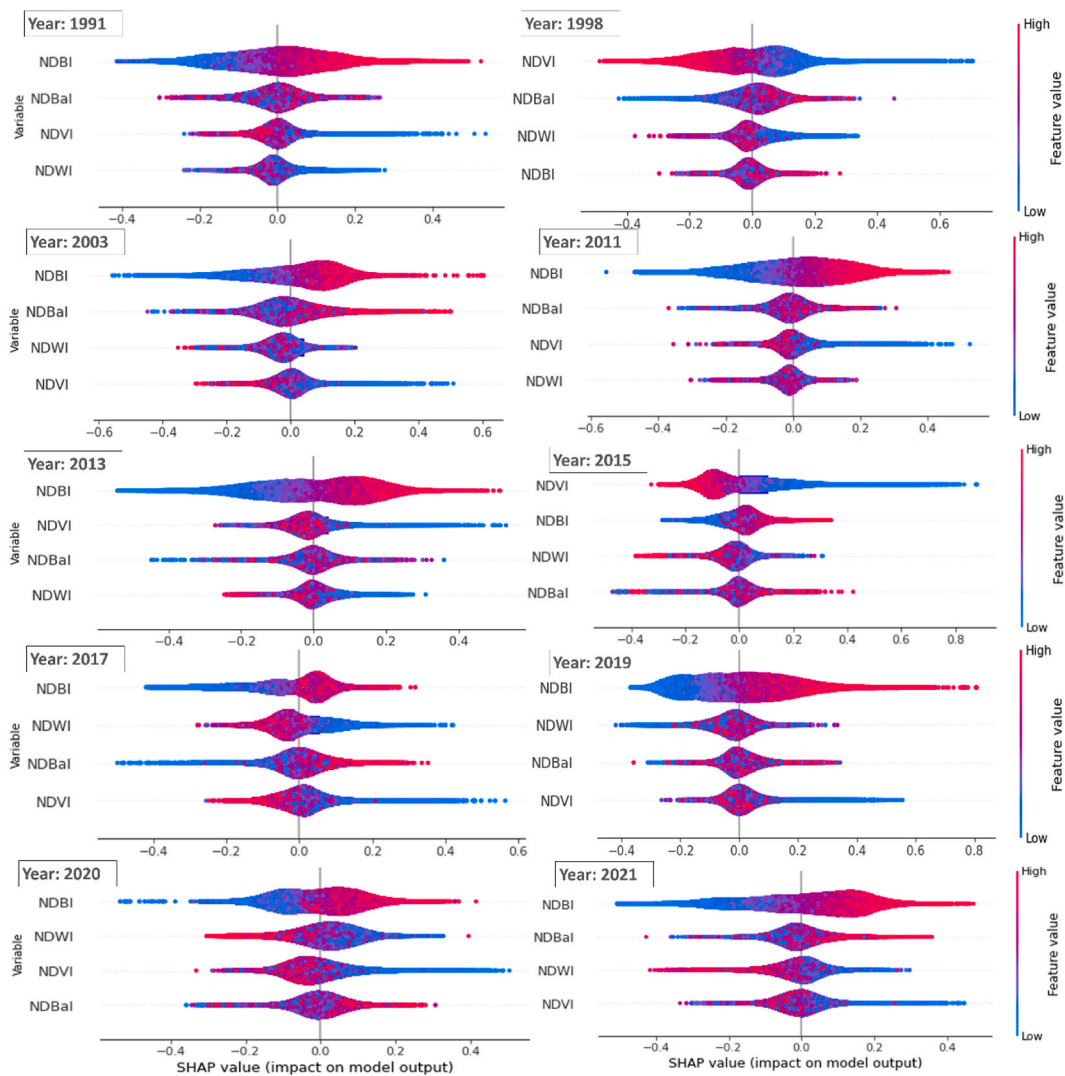 Year: 1991
NDBI
NDBaI
NDVI
NDWI
Variable
−0.4 −0.2 0.0 0.2 0.4
Year: 1998
NDVI
NDBaI
NDWI
NDBI
−0.4 −0.2 0.0 0.2 0.4 0.6
High
Feature value
Low
Year: 2003
NDBI
NDBaI
NDWI
NDVI
Variable
−0.6 −0.4 −0.2 0.0 0.2 0.4 0.6
Year: 2011
NDBI
NDBaI
NDVI
NDWI
−0.6 −0.4 −0.2 0.0 0.2 0.4
High
Feature value
Low
Year: 2013
NDBI
NDVI
NDBaI
NDWI
Variable
−0.4 −0.2 0.0 0.2 0.4
Year: 2015
NDVI
NDBI
NDWI
NDBaI
−0.4 −0.2 0.0 0.2 0.4 0.6 0.8
High
Feature value
Low
Year: 2017
NDBI
NDWI
NDBaI
NDVI
Variable
−0.4 −0.2 0.0 0.2 0.4 0.6
Year: 2019
NDBI
NDWI
NDBaI
NDVI
−0.4 −0.2 0.0 0.2 0.4 0.6 0.8
High
Feature value
Low
Year: 2020
NDBI
NDWI
NDVI
NDBaI
Variable
−0.4 −0.2 0.0 0.2 0.4 0.6
SHAP value (impact on model output)
Year: 2021
NDBI
NDBaI
NDWI
NDVI
−0.4 −0.2 0.0 0.2 0.4
SHAP value (impact on model output)
High
Feature value
Low